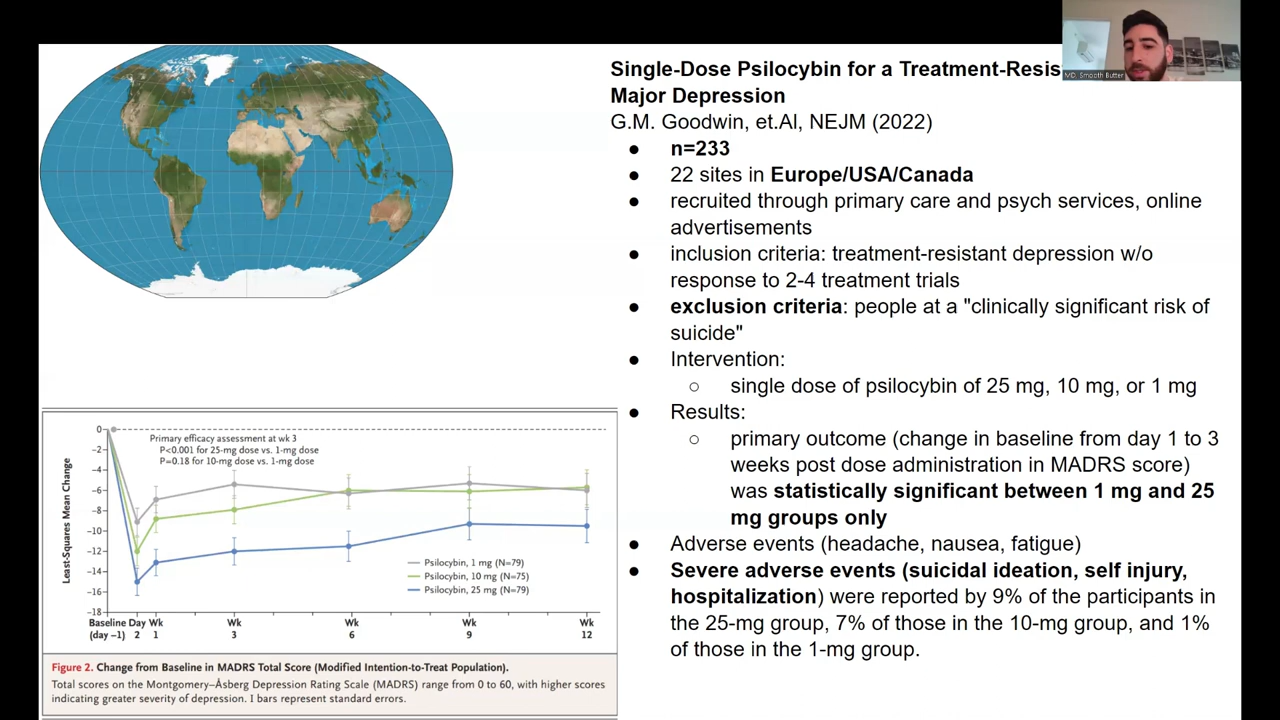 Single-Dose Psilocybin for a Treatment-Resis
Major Depression
G.M. Goodwin, et.Al, NEJM (2022)
● n=233
● 22 sites in Europe/USA/Canada
● recruited through primary care and psych services, online
advertisements
● inclusion criteria: treatment-resistant depression w/o
response to 2-4 treatment trials
● exclusion criteria: people at a "clinically significant risk of
suicide"
● Intervention:
○ single dose of psilocybin of 25 mg, 10 mg, or 1 mg
● Results:
○ primary outcome (change in baseline from day 1 to 3
weeks post dose administration in MADRS score)
was statistically significant between 1 mg and 25
mg groups only
● Adverse events (headache, nausea, fatigue)
● Severe adverse events (suicidal ideation, self injury,
hospitalization) were reported by 9% of the participants in
the 25-mg group, 7% of those in the 10-mg group, and 1%
of those in the 1-mg group.
MD. Smooth Butter
Primary efficacy assessment at wk 3
P<0.001 for 25-mg dose vs. 1-mg dose
P=0.18 for 10-mg dose vs. 1-mg dose
Least-Squares Mean Change
0
−2
−4
−6
−8
−10
−12
−14
−16
−18
Psilocybin, 1 mg (N=79)
Psilocybin, 10 mg (N=75)
Psilocybin, 25 mg (N=79)
Baseline Day Wk Wk Wk Wk Wk
(day −1) 2 1 3 6 9 12
Figure 2. Change from Baseline in MADRS Total Score (Modified Intention-to-Treat Population).
Total scores on the Montgomery–Åsberg Depression Rating Scale (MADRS) range from 0 to 60, with higher scores
indicating greater severity of depression. I bars represent standard errors.